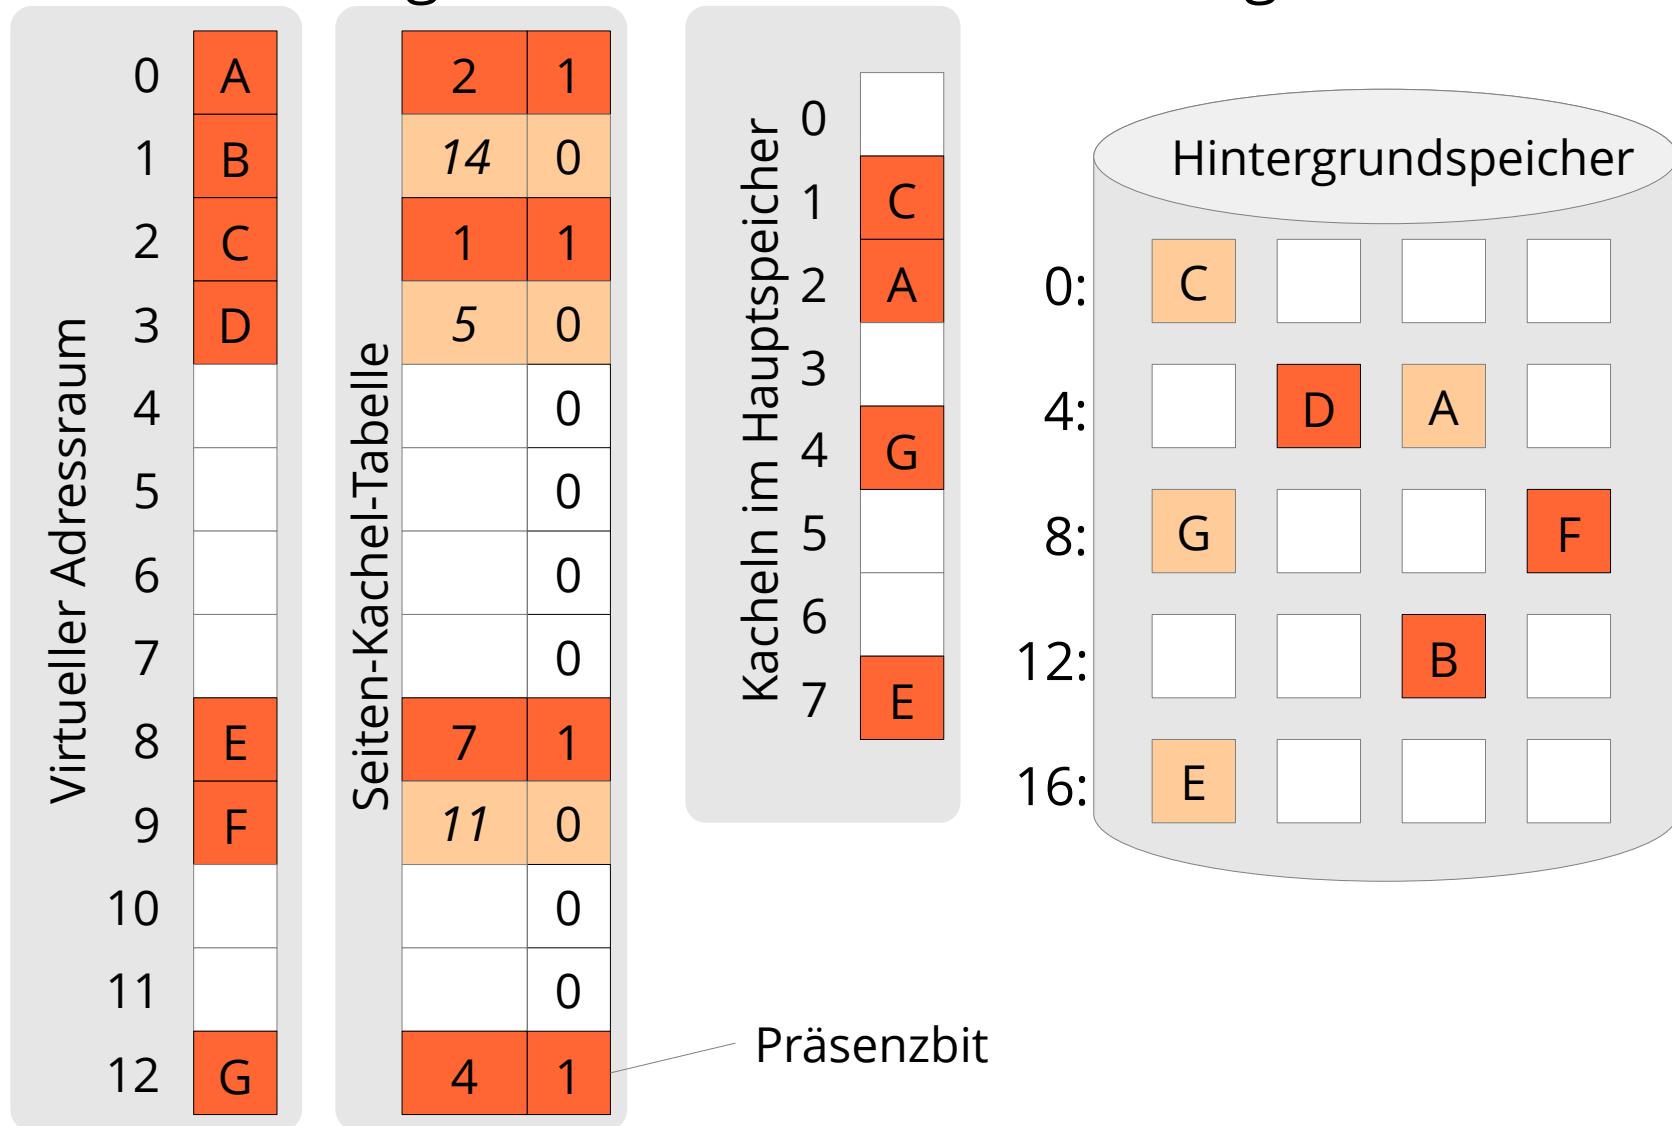 Virtueller Adressraum
0 A
1 B
2 C
3 D
4
5
6
7
8 E
9 F
10
11
12 G
Seiten-Kachel-Tabelle
2 1
14 0
1 1
5 0
0
0
0
0
7 1
11 0
0
0
4 1
Präsenzbit
Kacheln im Hauptspeicher
0
1 C
2 A
3
4 G
5
6
7 E
Hintergrundspeicher
0: C
4: D A
8: G F
12: B
16: E